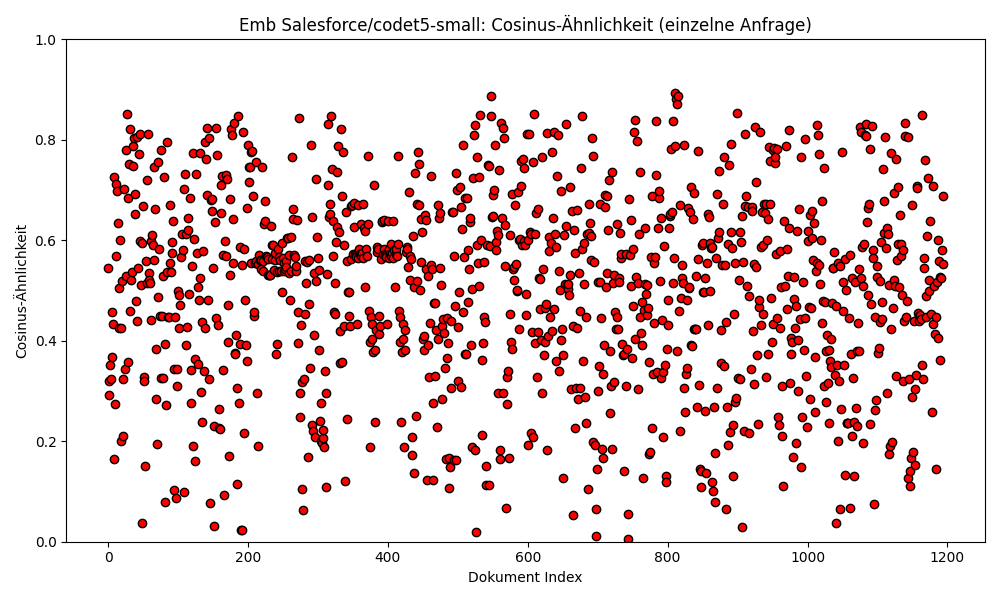 Emb Salesforce/codet5-small: Cosinus-Ähnlichkeit (einzelne Anfrage)
1.0
0.8
0.6
0.4
0.2
0.0
Cosinus-Ähnlichkeit
0 200 400 600 800 1000 1200
Dokument Index